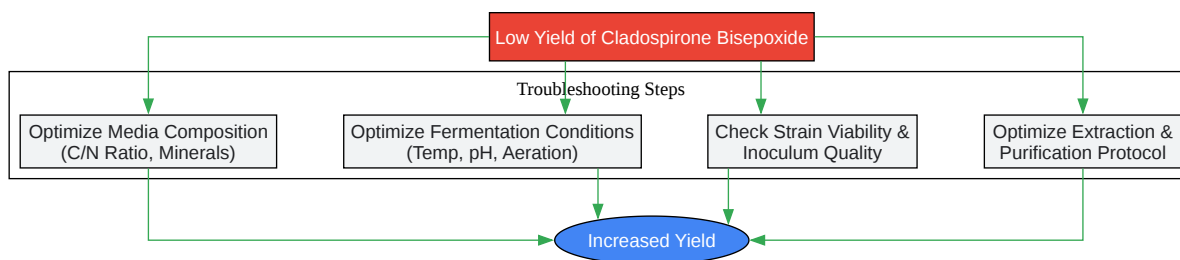 Low Yield of Cladospirone Bisepoxide
Troubleshooting Steps
Optimize Media Composition
(C/N Ratio, Minerals)
Optimize Fermentation Conditions
(Temp, pH, Aeration)
Check Strain Viability &
Inoculum Quality
Optimize Extraction &
Purification Protocol
Increased Yield